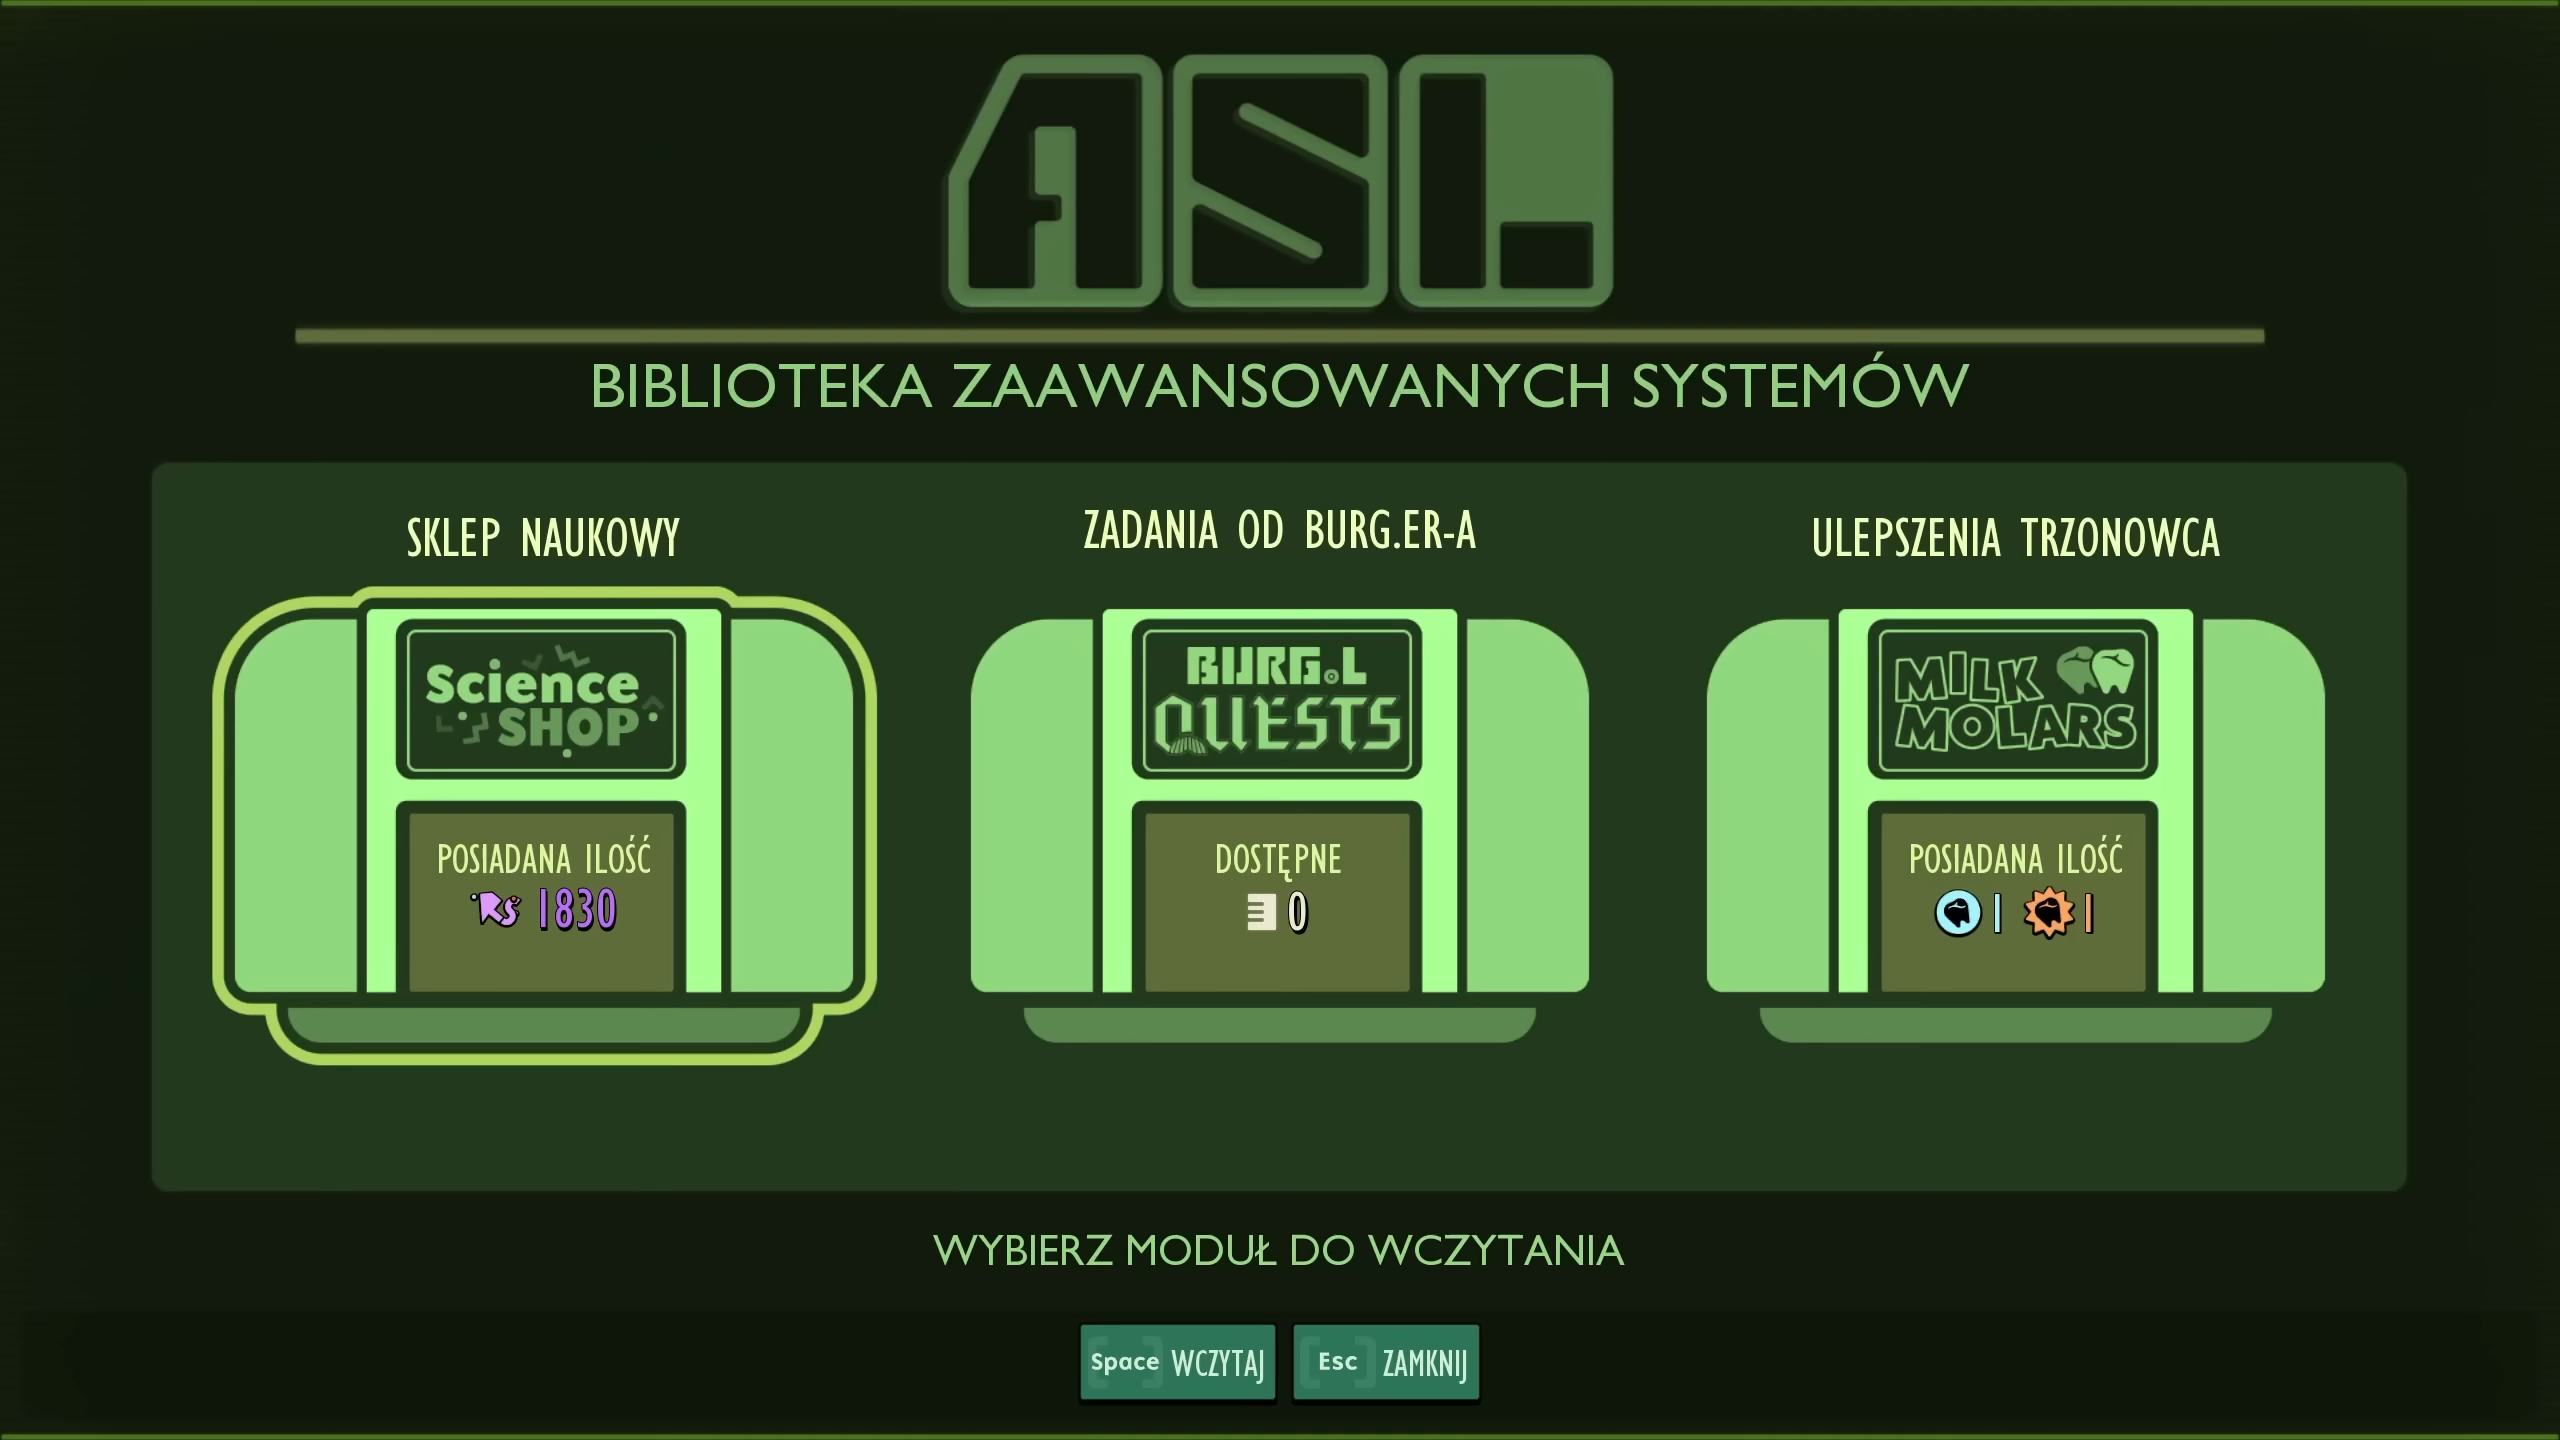 ASL
BIBLIOTEKA ZAAWANSOWANYCH SYSTEMÓW
SKLEP NAUKOWY
Science
SHOP
POSIADANA ILOŚĆ
RS 1830
ZADANIA OD BURG.ER-A
BURG.L
QUESTS
DOSTĘPNE
0
ULEPSZENIA TRZONOWCA
MILK
MOLARS
POSIADANA ILOŚĆ
1 1
WYBIERZ MODUŁ DO WCZYTANIA
Space WCZYTAJ
Esc ZAMKNIJ